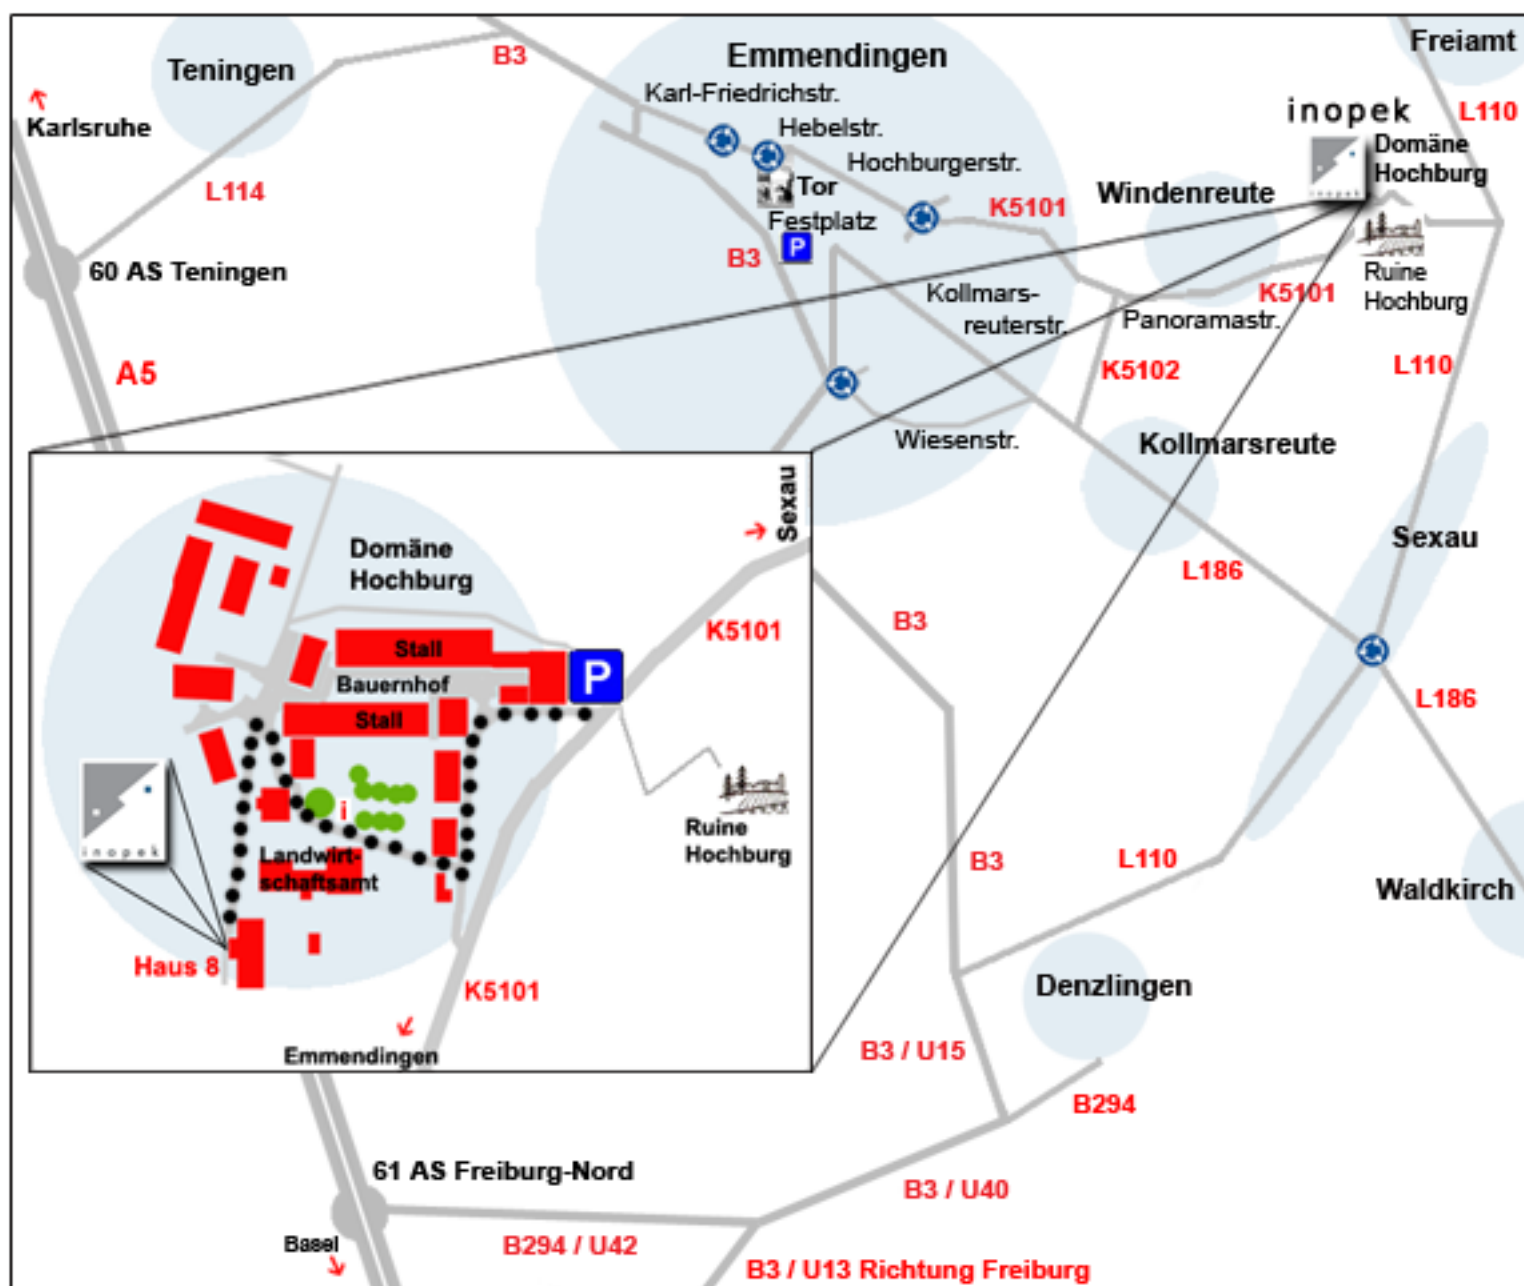 Emmendingen
Freiamt
Teningen
B3
Karl-Friedrichstr.
inopek
L110
Karlsruhe
Hebelstr.
Domäne
Hochburg
Hochburgerstr.
Tor
Windenreute
inopek
L114
K5101
Festplatz
P
B3
60 AS Teningen
Ruine
Hochburg
K5101
Kollmars-
reuterstr.
Panoramastr.
A5
K5102
L110
Wiesenstr.
Kollmarsreute
Sexau
Sexau
Domäne
Hochburg
L186
B3
K5101
Stall
P
Bauernhof
Stall
L186
i
inopek
Ruine
Hochburg
Landwirt-
schaftsamt
B3
L110
Waldkirch
Haus 8
K5101
Denzlingen
Emmendingen
B3 / U15
B294
61 AS Freiburg-Nord
B3 / U40
Basel
B294 / U42
B3 / U13 Richtung Freiburg